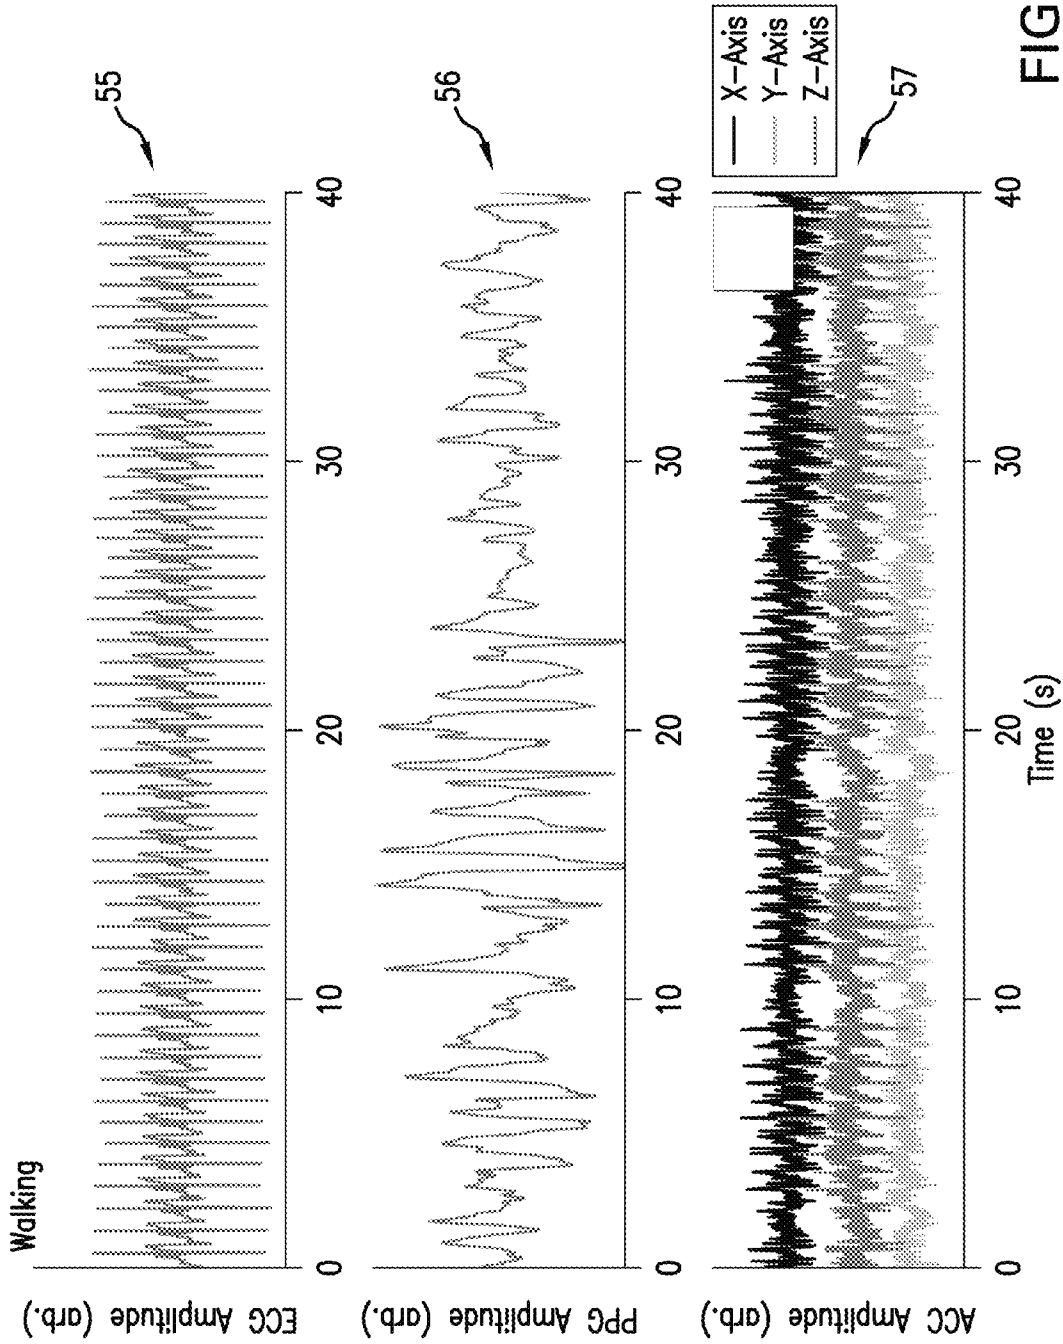 Walking
ECG Amplitude (arb.)
55
0
10
20
30
40
PPG Amplitude (arb.)
56
0
10
20
30
40
ACC Amplitude (arb.)
X-Axis
Y-Axis
Z-Axis
57
0
10
20
30
40
Time (s)
FIG